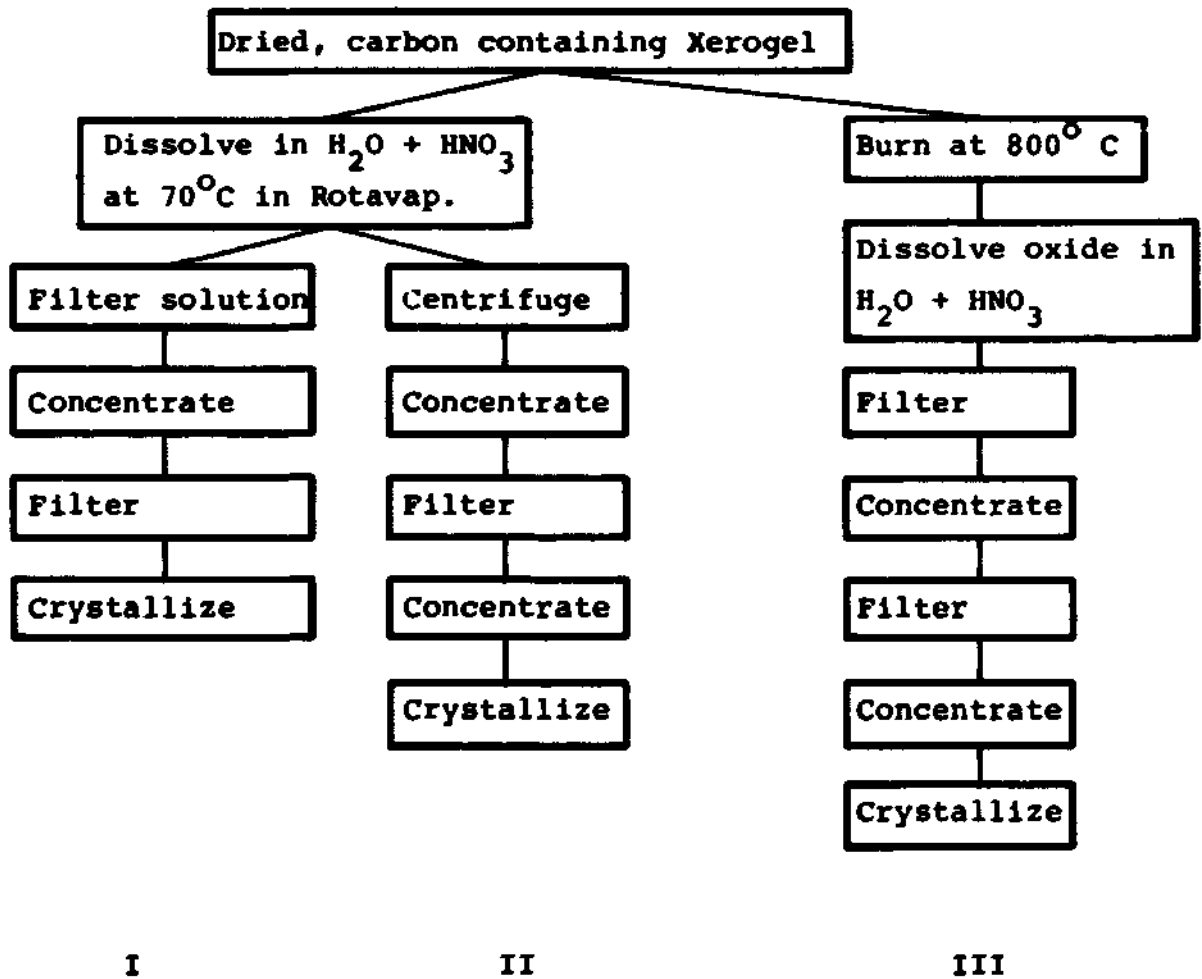 Dried, carbon containing Xerogel
Dissolve in H₂O + HNO₃
at 70°C in Rotavap.
Burn at 800° C
Dissolve oxide in
H₂O + HNO₃
Filter solution
Concentrate
Filter
Crystallize
Centrifuge
Concentrate
Filter
Concentrate
Crystallize
Filter
Concentrate
Filter
Concentrate
Crystallize
I
II
III